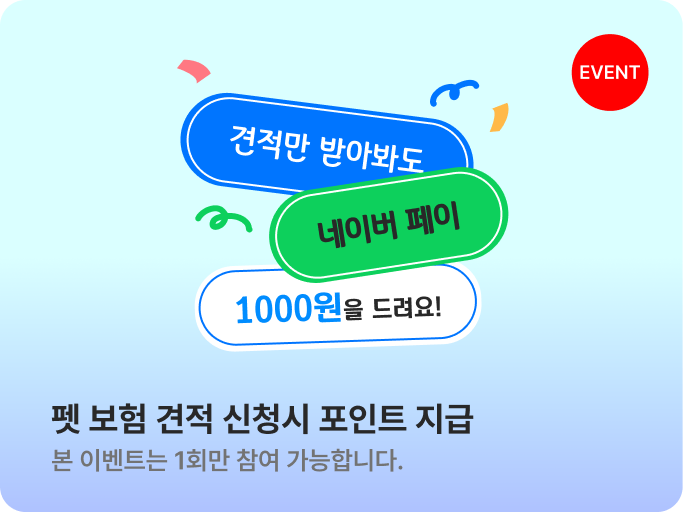 EVENT
견적만 받아봐도
네이버 페이
1000원을 드려요!
펫 보험 견적 신청시 포인트 지급
본 이벤트는 1회만 참여 가능합니다.